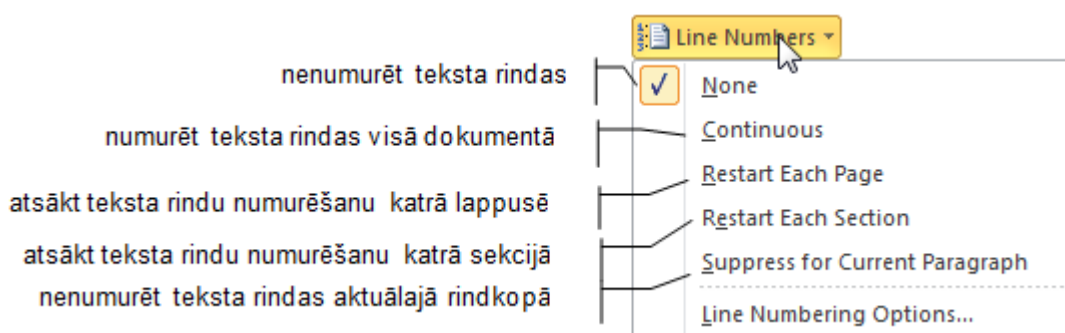 Line Numbers
nenumurēt teksta rindas
None
numurēt teksta rindas visā dokumentā
Continuous
atsākt teksta rindu numurēšanu katrā lappusē
Restart Each Page
atsākt teksta rindu numurēšanu katrā sekcijā
Restart Each Section
nenumurēt teksta rindas aktuālajā rindkopā
Suppress for Current Paragraph
Line Numbering Options...